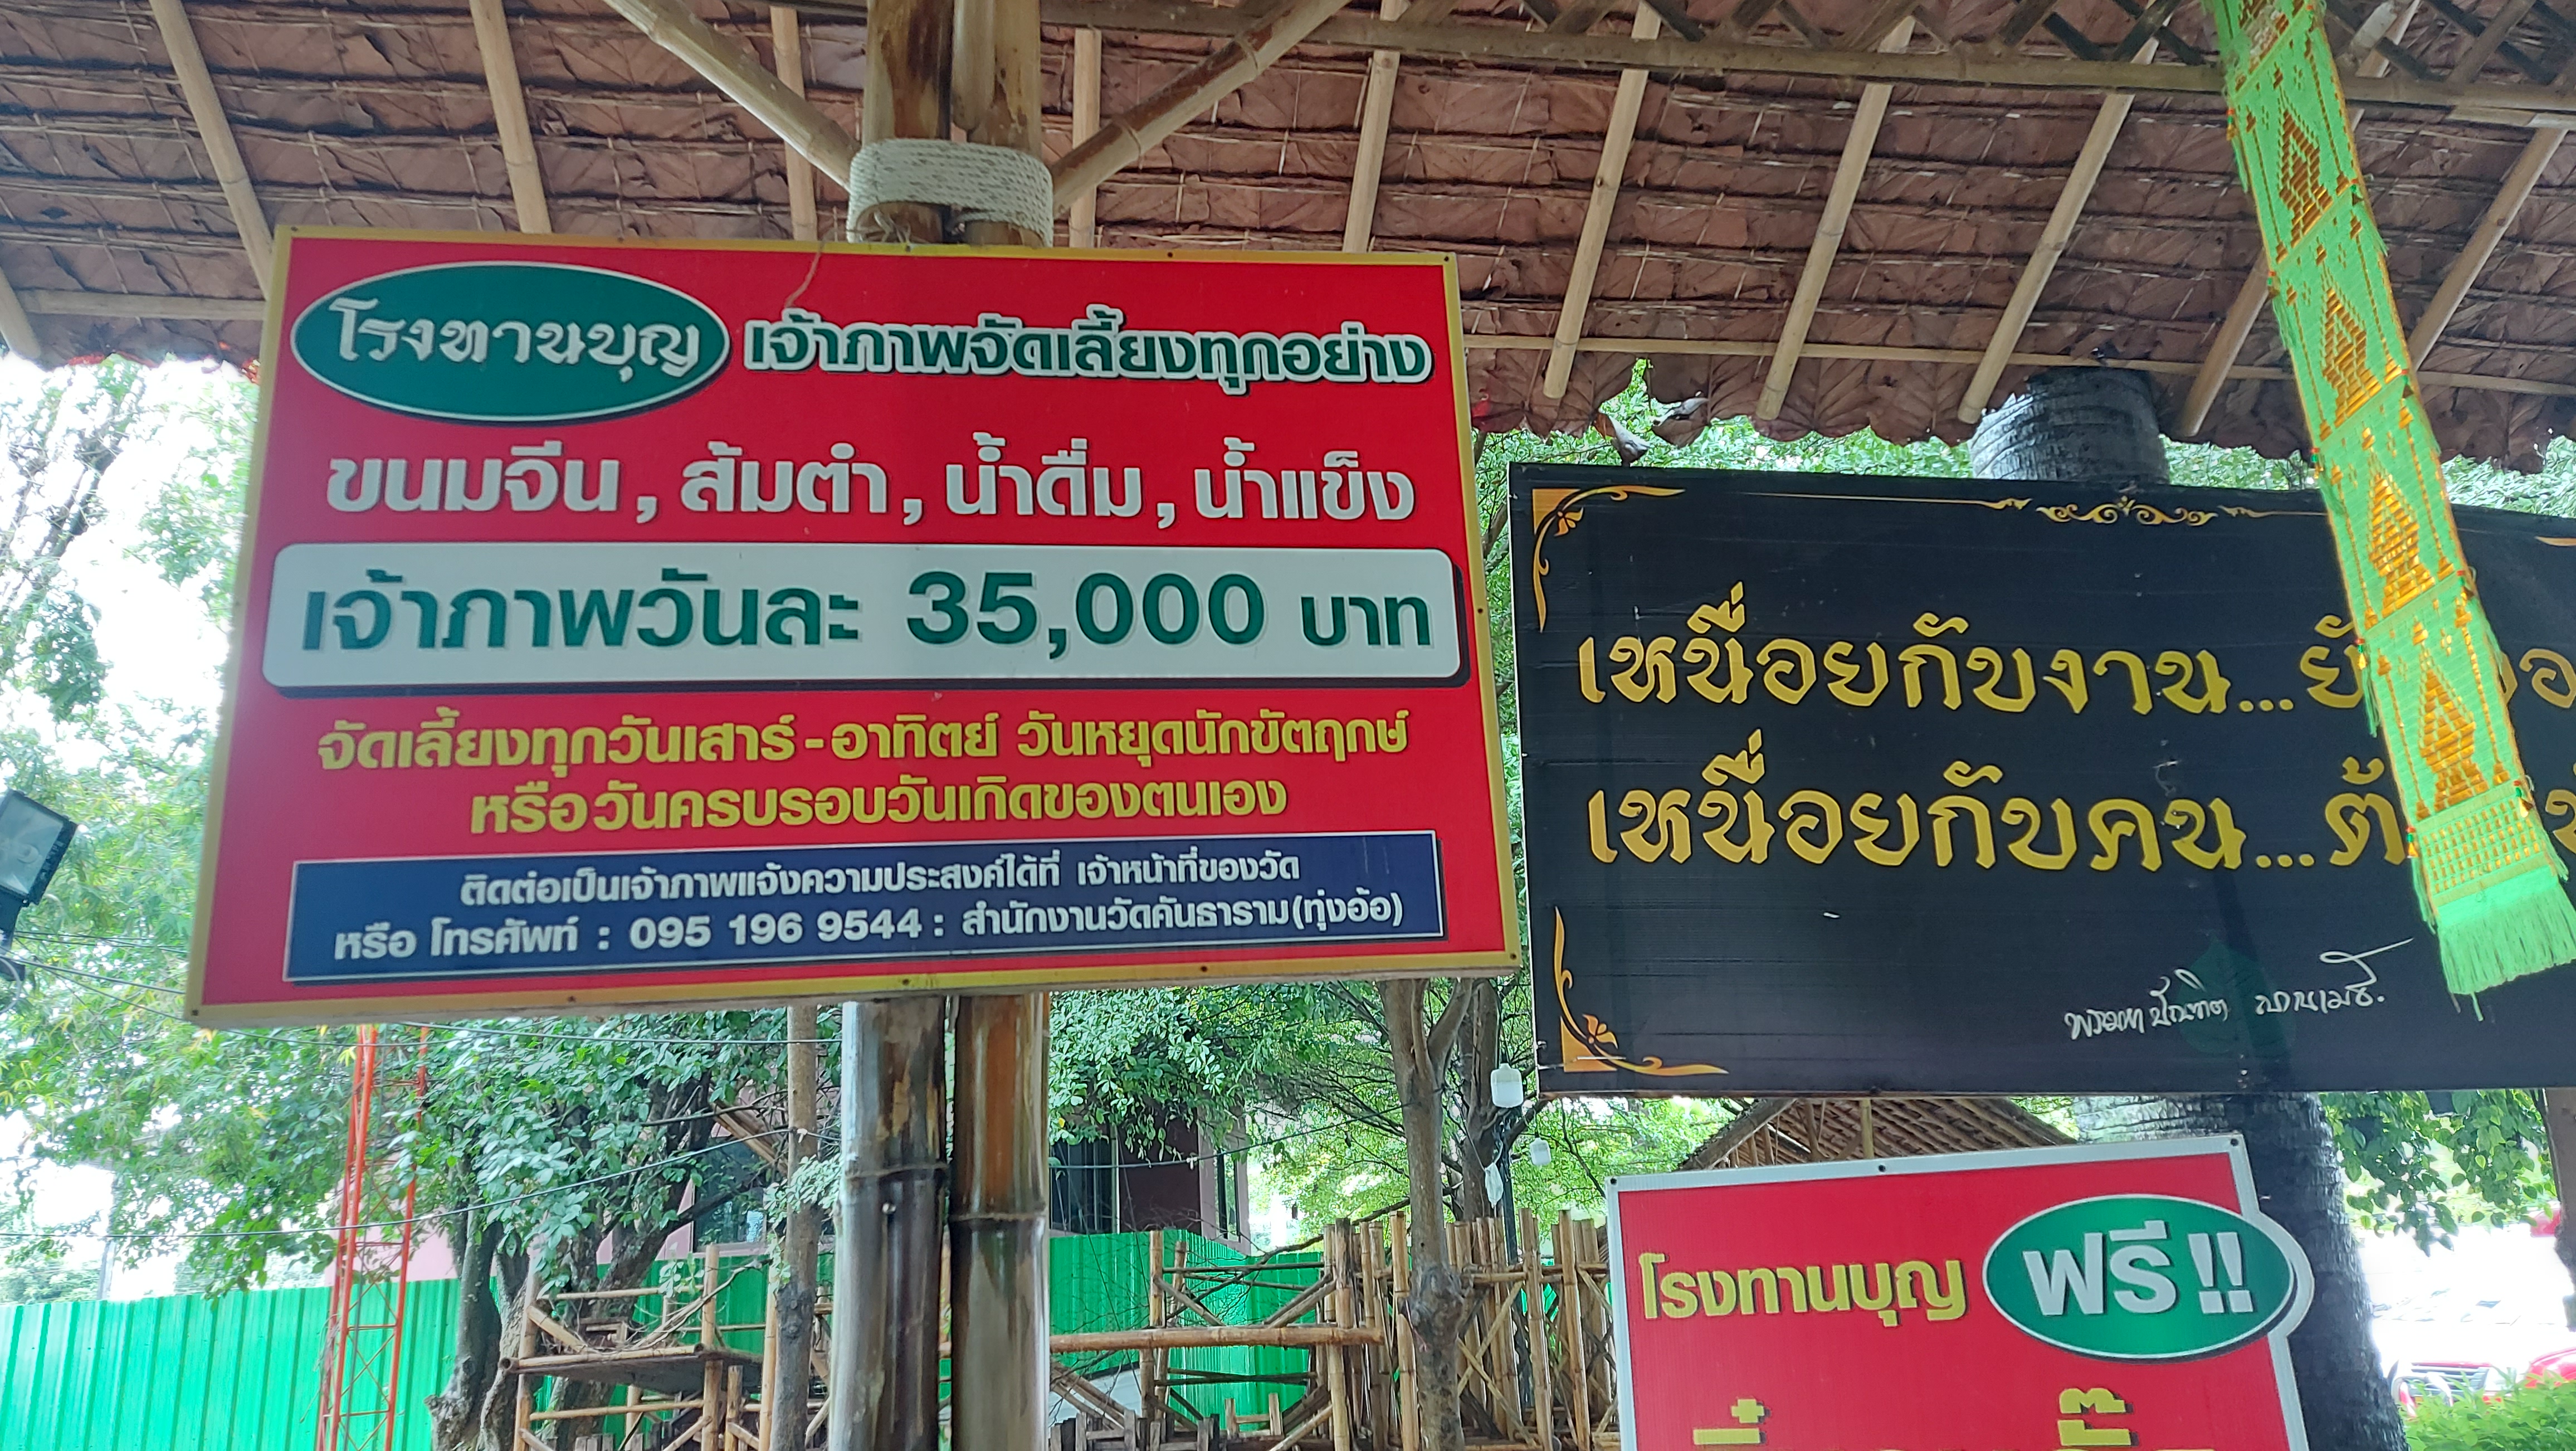 โรงทานบุญ เจ้าภาพจัดเลี้ยงทุกอย่าง
ขนมจีน, ส้มตำ, น้ำดื่ม, น้ำแข็ง
เจ้าภาพวันละ 35,000 บาท
จัดเลี้ยงทุกวันเสาร์-อาทิตย์ วันหยุดนักขัตฤกษ์
หรือวันครบรอบวันเกิดของตนเอง
ติดต่อเป็นเจ้าภาพแจ้งความประสงค์ได้ที่ เจ้าหน้าที่ของวัด
หรือ โทรศัพท์ : 095 196 9544 : สำนักงานวัดคันธาราม(ทุ่งอ้อ)
เหนื่อยกับงาน...
เหนื่อยกับคน...
โรงทานบุญ ฟรี!!